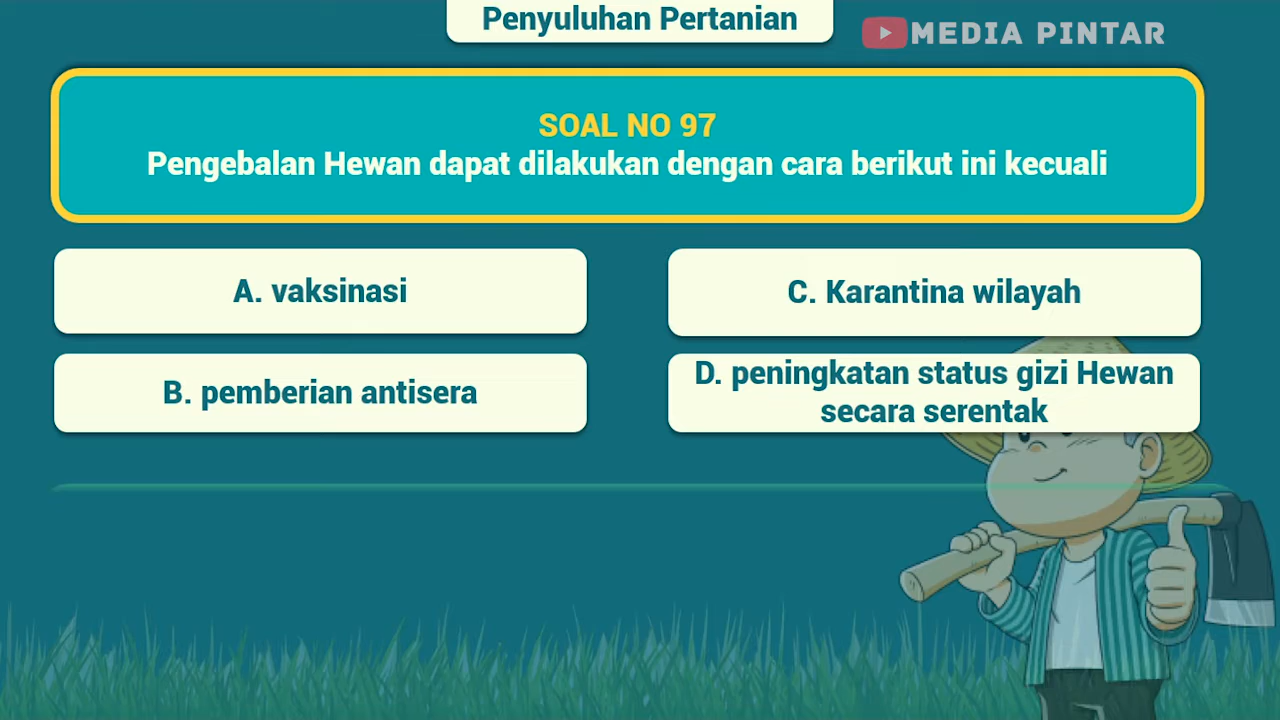 Penyuluhan Pertanian
MEDIA PINTAR
SOAL NO 97
Pengebalan Hewan dapat dilakukan dengan cara berikut ini kecuali
A. vaksinasi
B. pemberian antisera
C. Karantina wilayah
D. peningkatan status gizi Hewan
secara serentak